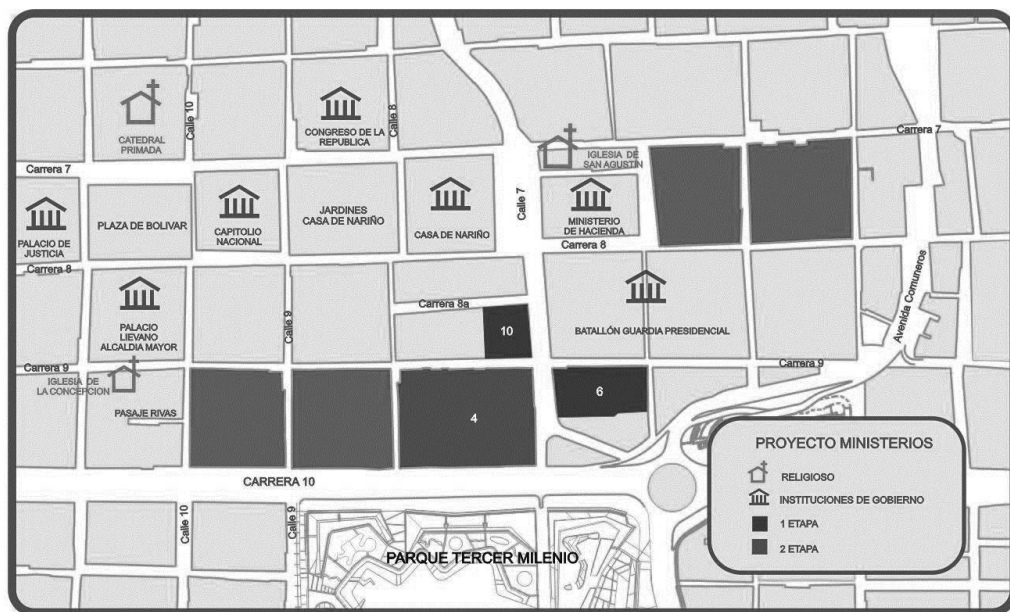 CATEDRAL
PRIMADA
Calle 10
CONGRESO DE LA
REPUBLICA
Calle 8
Carrera 7
IGLESIA DE
SAN AGUSTÍN
Carrera 7
PALACIO DE
JUSTICIA
PLAZA DE BOLIVAR
CAPITOLIO
NACIONAL
JARDINES
CASA DE NARIÑO
CASA DE NARIÑO
Calle 7
MINISTERIO
DE HACIENDA
Carrera 8
Carrera 8
PALACIO
LIEVANO
ALCALDIA MAYOR
Calle 9
Carrera 8a
10
BATALLÓN GUARDIA PRESIDENCIAL
Avenida Comuneros
Carrera 9
Carrera 9
IGLESIA DE
LA CONCEPCION
PASAJE RIVAS
4
6
CARRERA 10
Calle 10
Calle 9
PARQUE TERCER MILENIO
PROYECTO MINISTERIOS
RELIGIOSO
INSTITUCIONES DE GOBIERNO
1 ETAPA
2 ETAPA